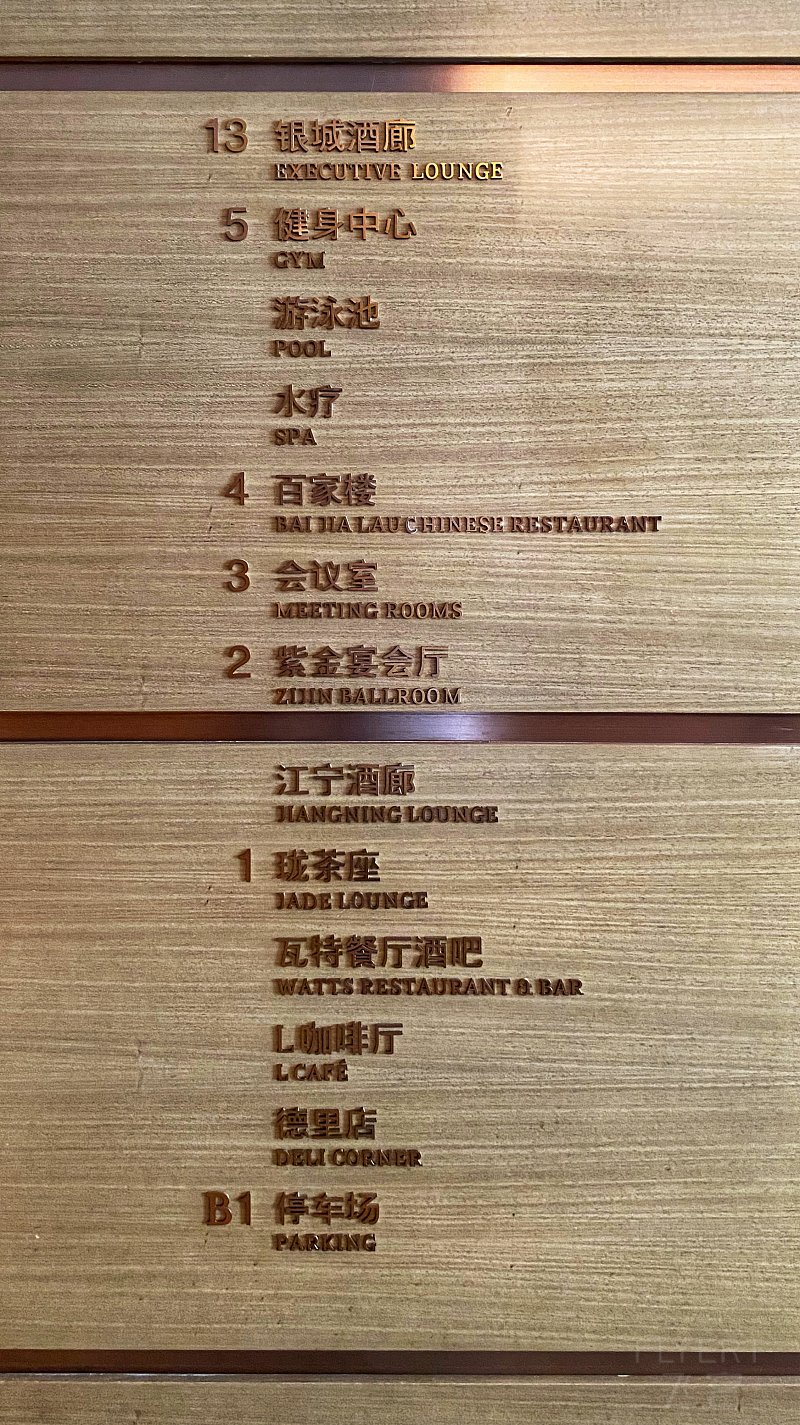 13 银城酒廊
EXECUTIVE LOUNGE
5 健身中心
GYM
游泳池
POOL
水疗
SPA
4 百家楼
BAI JIA LAU CHINESE RESTAURANT
3 会议室
MEETING ROOMS
2 紫金宴会厅
ZIJIN BALLROOM
江宁酒廊
JIANGNING LOUNGE
1 珑茶座
JADE LOUNGE
瓦特餐厅酒吧
WATTS RESTAURANT & BAR
L 咖啡厅
L CAFÉ
德里店
DELI CORNER
B1 停车场
PARKING
FLYERT